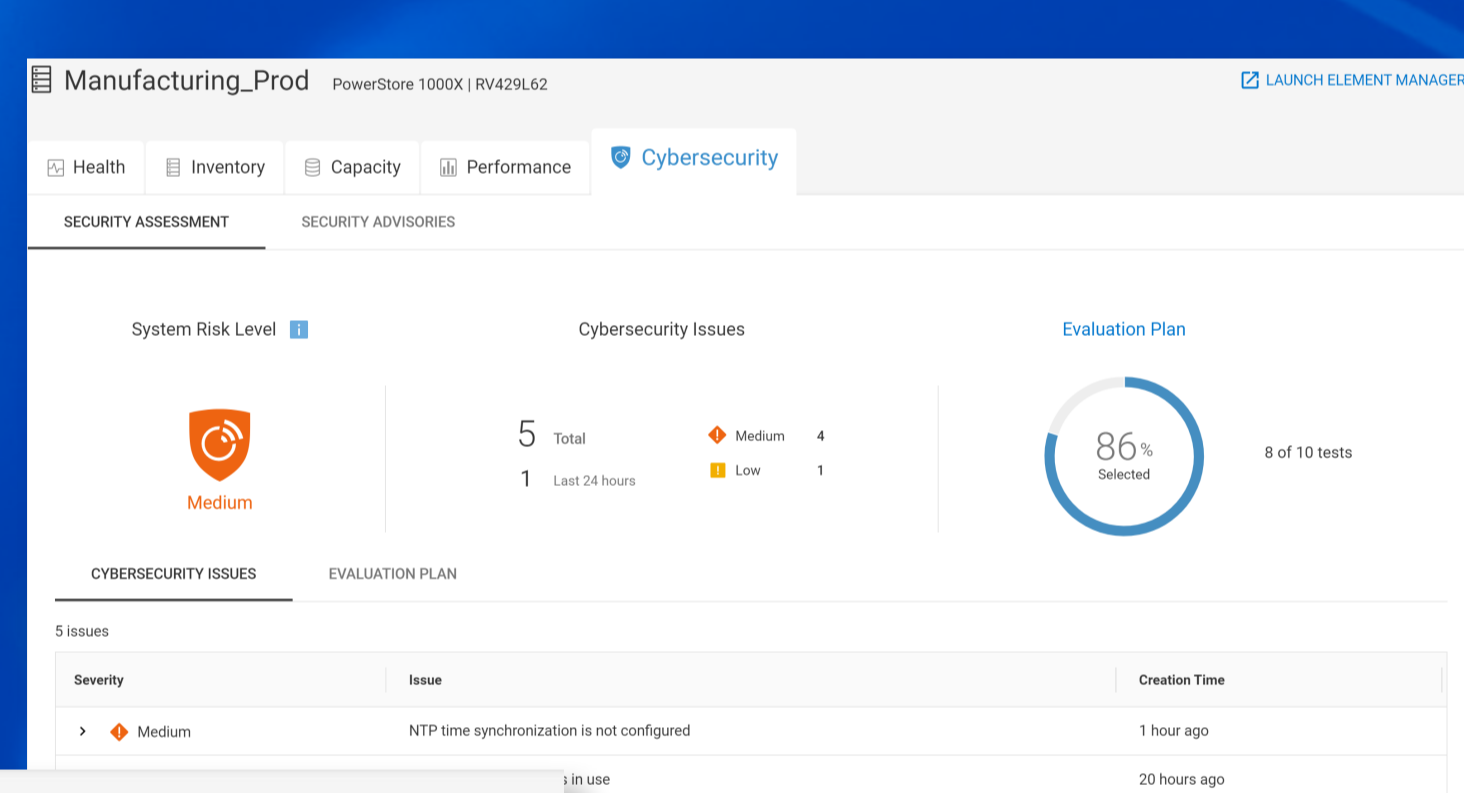 Manufacturing_Prod PowerStore 1000X | RV429L62
LAUNCH ELEMENT MANAGER
Health Inventory Capacity Performance Cybersecurity
SECURITY ASSESSMENT SECURITY ADVISORIES
System Risk Level i Cybersecurity Issues Evaluation Plan
5 Total
1 Last 24 hours
Medium 4
Low 1
86%
Selected
8 of 10 tests
Medium
CYBERSECURITY ISSUES EVALUATION PLAN
5 issues
Severity Issue Creation Time
Medium NTP time synchronization is not configured 1 hour ago
in use 20 hours ago